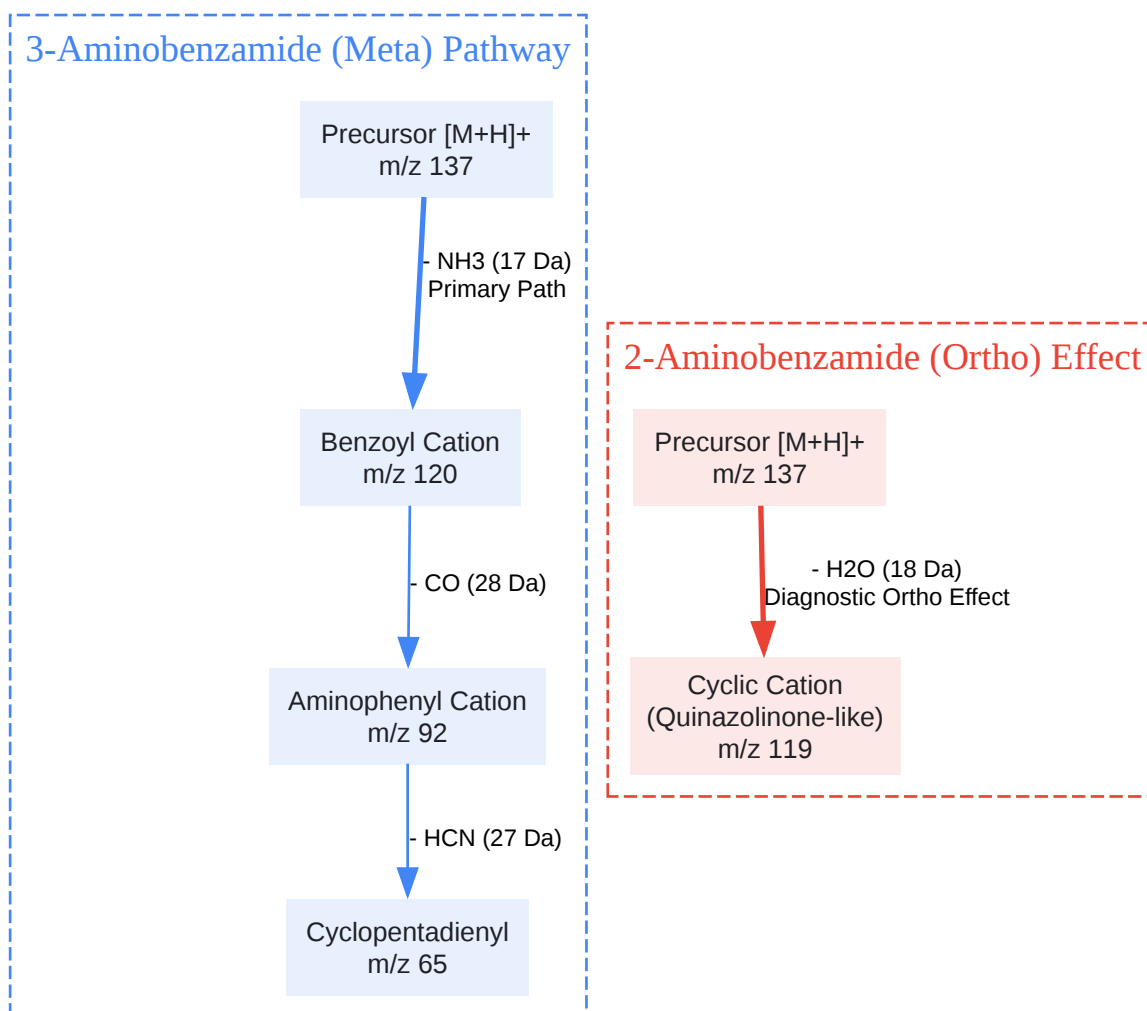 3-Aminobenzamide (Meta) Pathway
Precursor [M+H]+
m/z 137
- NH3 (17 Da)
Primary Path
Benzoyl Cation
m/z 120
- CO (28 Da)
Aminophenyl Cation
m/z 92
- HCN (27 Da)
Cyclopentadienyl
m/z 65
2-Aminobenzamide (Ortho) Effect
Precursor [M+H]+
m/z 137
- H2O (18 Da)
Diagnostic Ortho Effect
Cyclic Cation
(Quinazolinone-like)
m/z 119